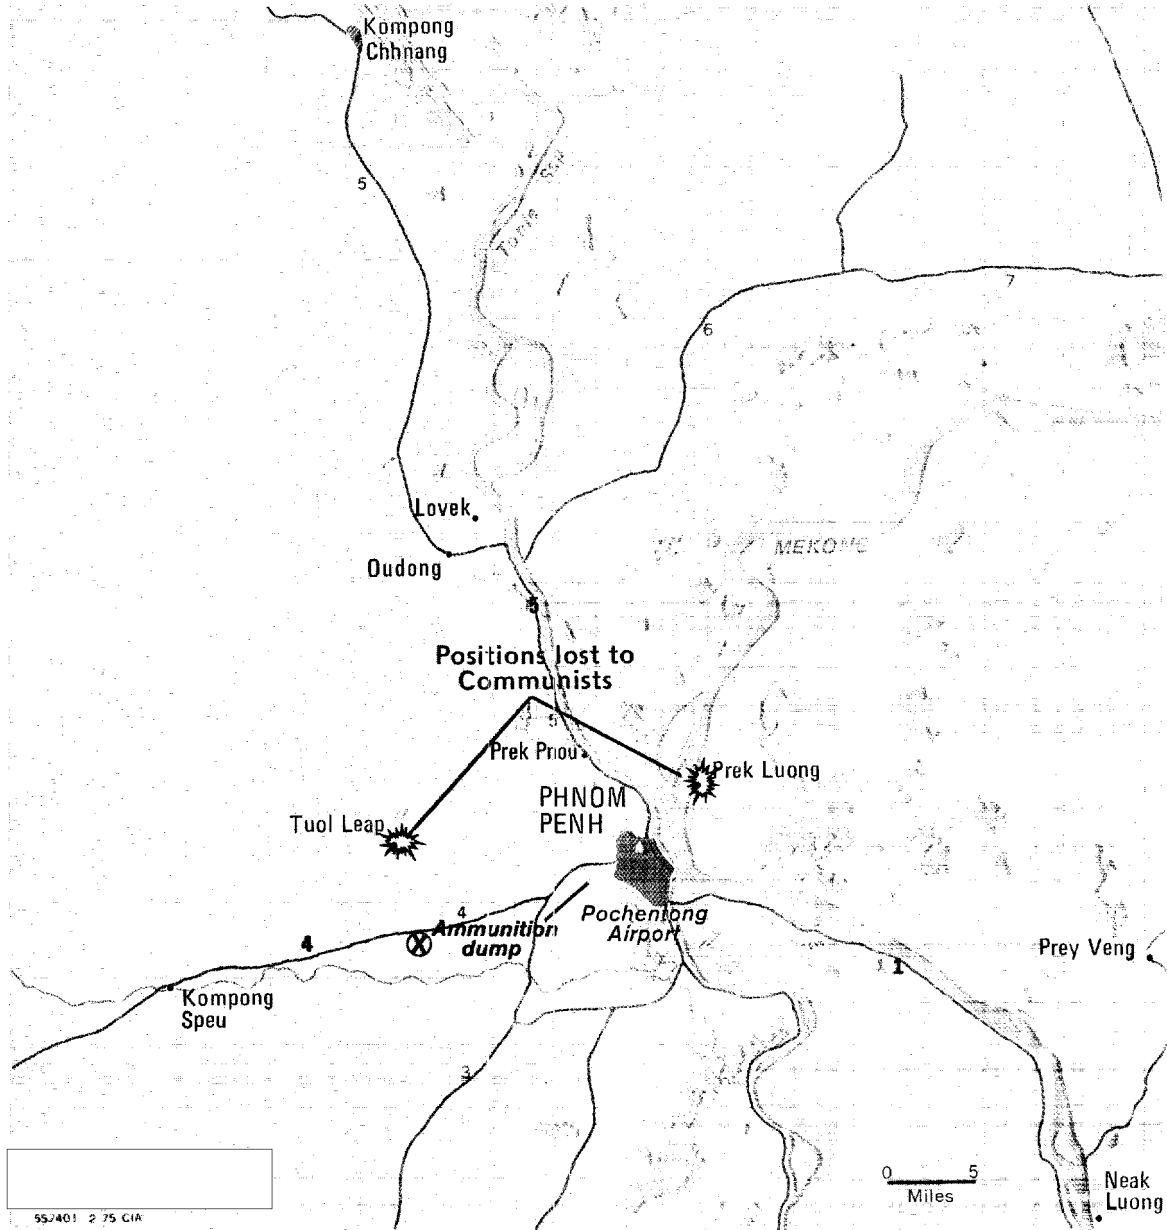 Kompong
Chhnang
5
Tonle
Sap
7
6
Lovek
Oudong
MEKONG
5
Positions lost to
Communists
5
Prek Pnou
Prek Luong
PHNOM
PENH
Tuol Leap
4
Ammunition
dump
4
Pochentong
Airport
1
Prey Veng
Kompong
Speu
3
0 5
Miles
Neak
Luong
557401 2 75 CIA